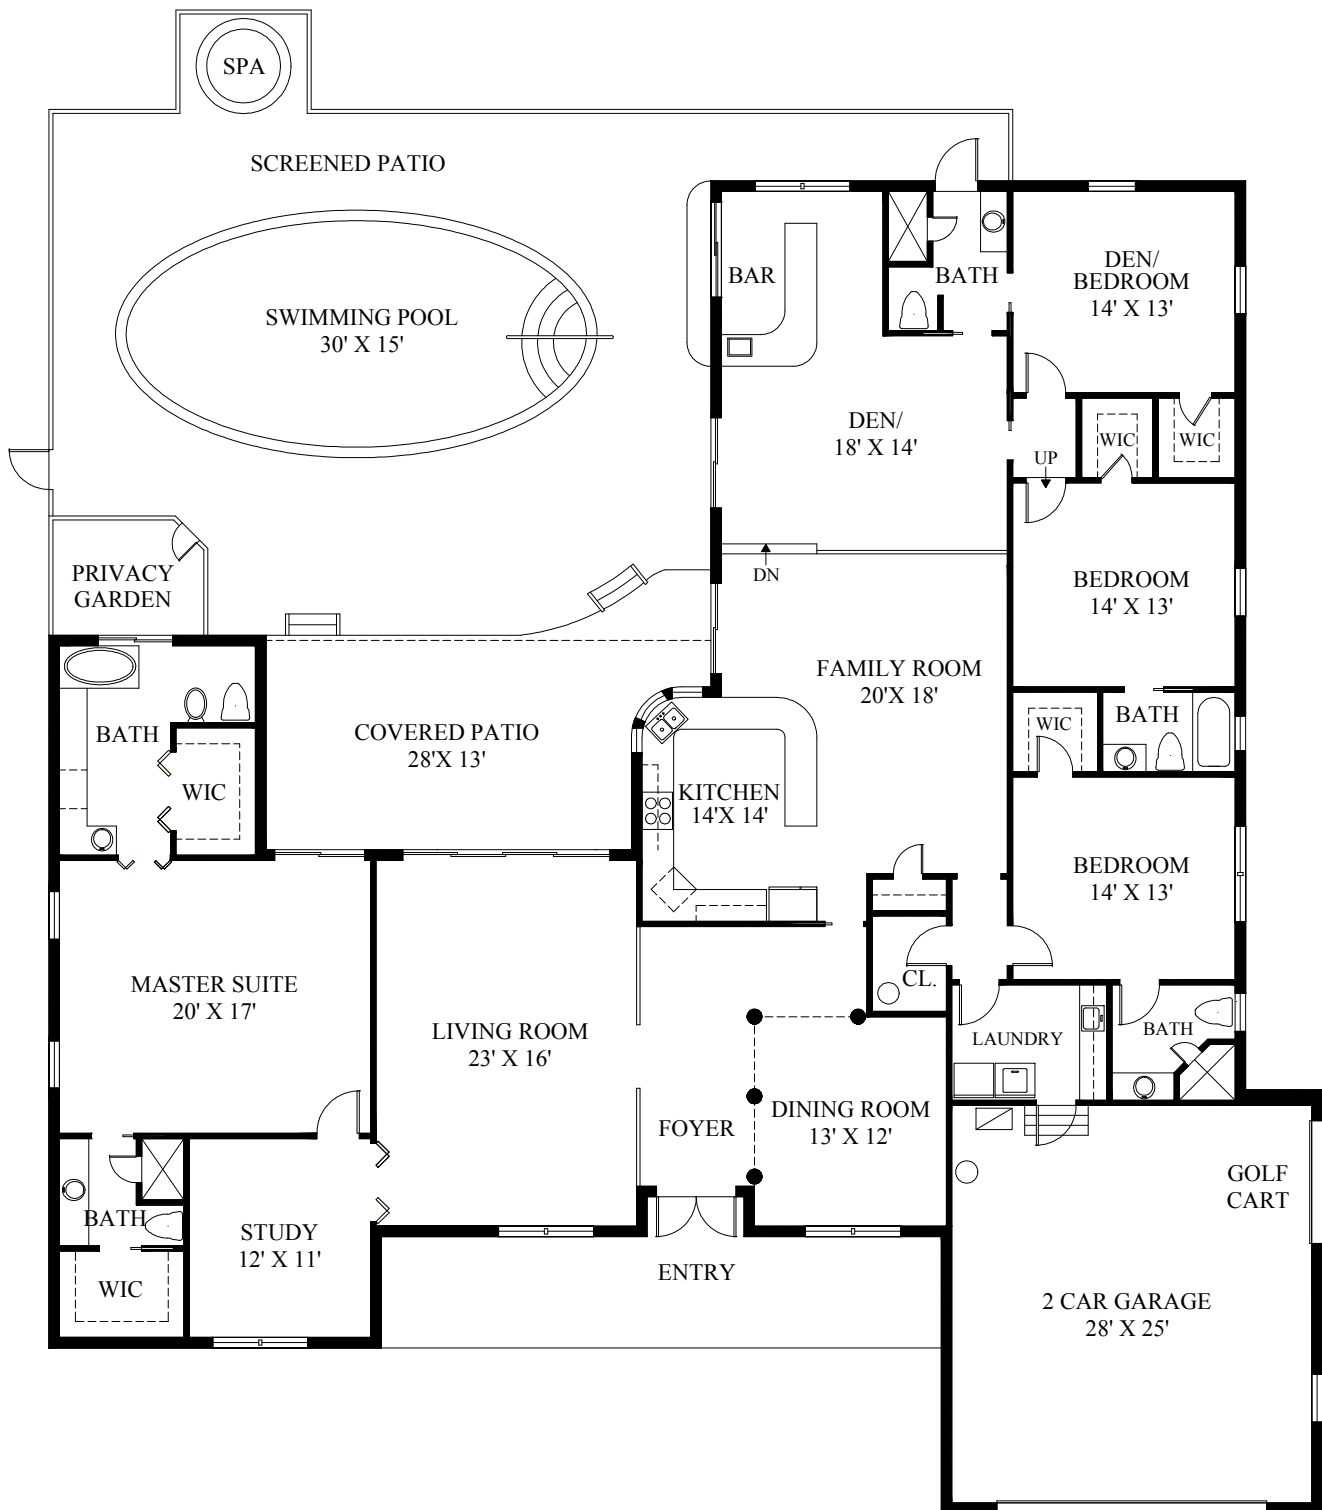 SPA
SCREENED PATIO
SWIMMING POOL
30' X 15'
BAR
BATH
DEN/
BEDROOM
14' X 13'
DEN/
18' X 14'
WIC
WIC
UP
PRIVACY
GARDEN
DN
BEDROOM
14' X 13'
FAMILY ROOM
20'X 18'
BATH
WIC
COVERED PATIO
28'X 13'
WIC
BATH
KITCHEN
14'X 14'
BEDROOM
14' X 13'
MASTER SUITE
20' X 17'
CL.
LIVING ROOM
23' X 16'
LAUNDRY
BATH
FOYER
DINING ROOM
13' X 12'
GOLF
CART
BATH
STUDY
12' X 11'
WIC
ENTRY
2 CAR GARAGE
28' X 25'